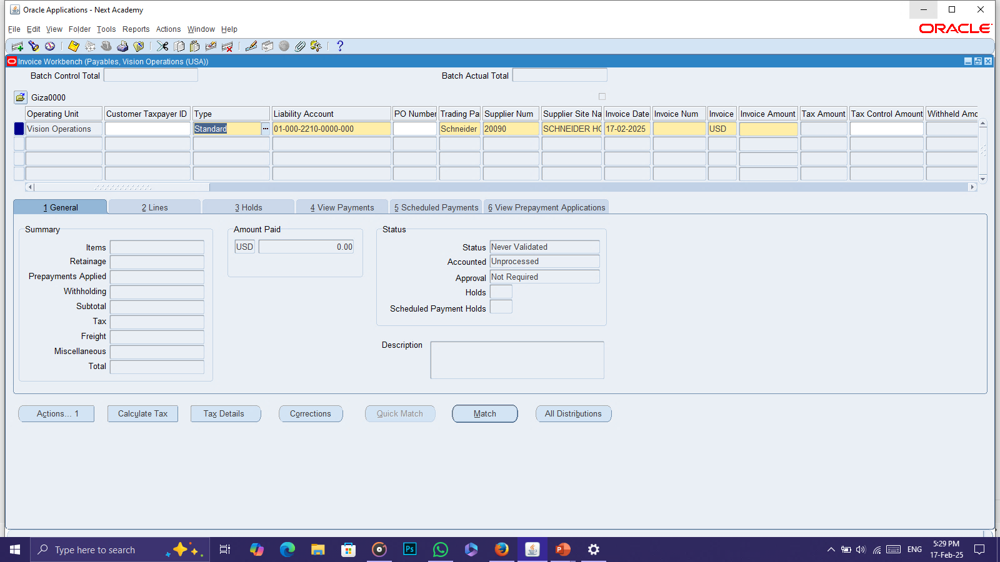 Oracle Applications - Next Academy
File Edit View Folder Tools Reports Actions Window Help
ORACLE
Invoice Workbench (Payables, Vision Operations (USA))
Batch Control Total
Batch Actual Total
Giza0000
Operating Unit Customer Taxpayer ID Type Liability Account PO Number Trading Pa Supplier Num Supplier Site Na Invoice Date Invoice Num Invoice Invoice Amount Tax Amount Tax Control Amount Withheld Amo
Vision Operations Standard ... 01-000-2210-0000-000 Schneider 20090 SCHNEIDER HO 17-02-2025 USD
1 General 2 Lines 3 Holds 4 View Payments 5 Scheduled Payments 6 View Prepayment Applications
Summary
Items
Retainage
Prepayments Applied
Withholding
Subtotal
Tax
Freight
Miscellaneous
Total
Amount Paid
USD 0.00
Status
Status Never Validated
Accounted Unprocessed
Approval Not Required
Holds
Scheduled Payment Holds
Description
Actions... 1 Calculate Tax Tax Details Corrections Quick Match Match All Distributions
Type here to search
Ps
P
ENG
5:29 PM
17-Feb-25